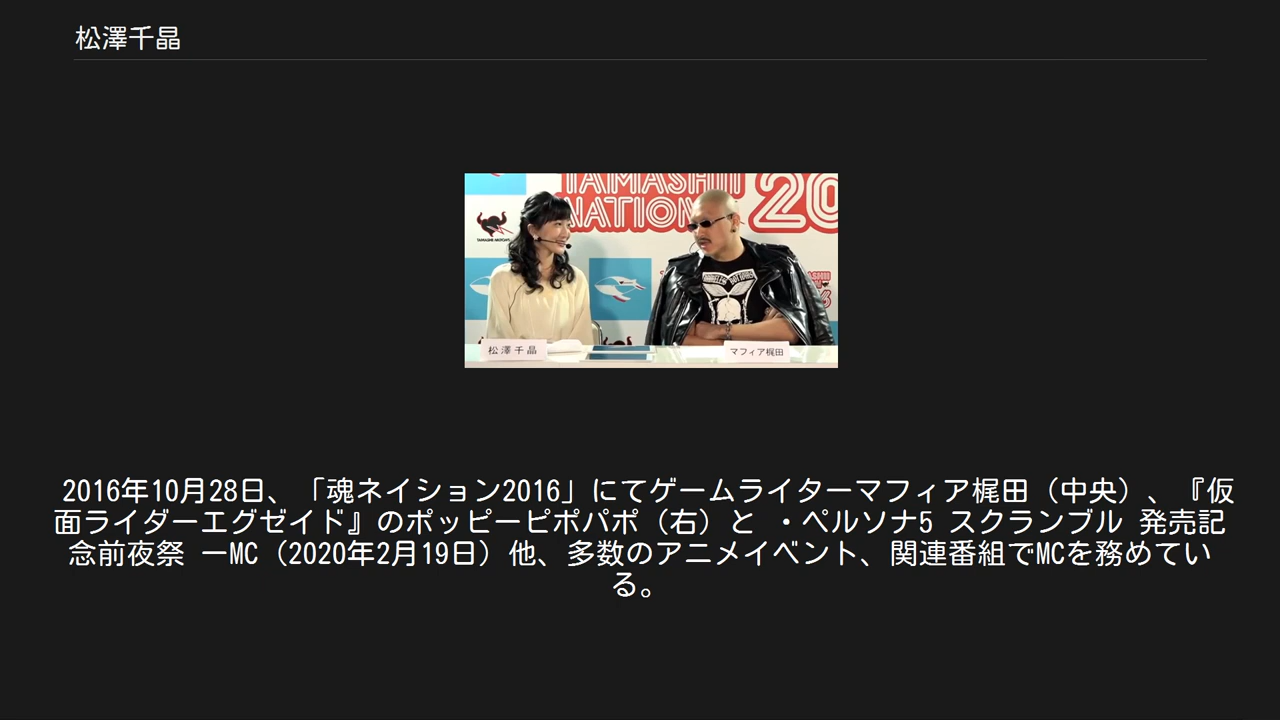 松澤千晶
TAMASHII
NATION
20
TAMASHII NATIONS
松澤千晶
マフィア梶田
2016年10月28日、「魂ネイション2016」にてゲームライターマフィア梶田（中央）、『仮
面ライダーエグゼイド』のポッピーピポパポ（右）と ・ペルソナ5 スクランブル 発売記
念前夜祭 ーMC（2020年2月19日）他、多数のアニメイベント、関連番組でMCを務めてい
る。